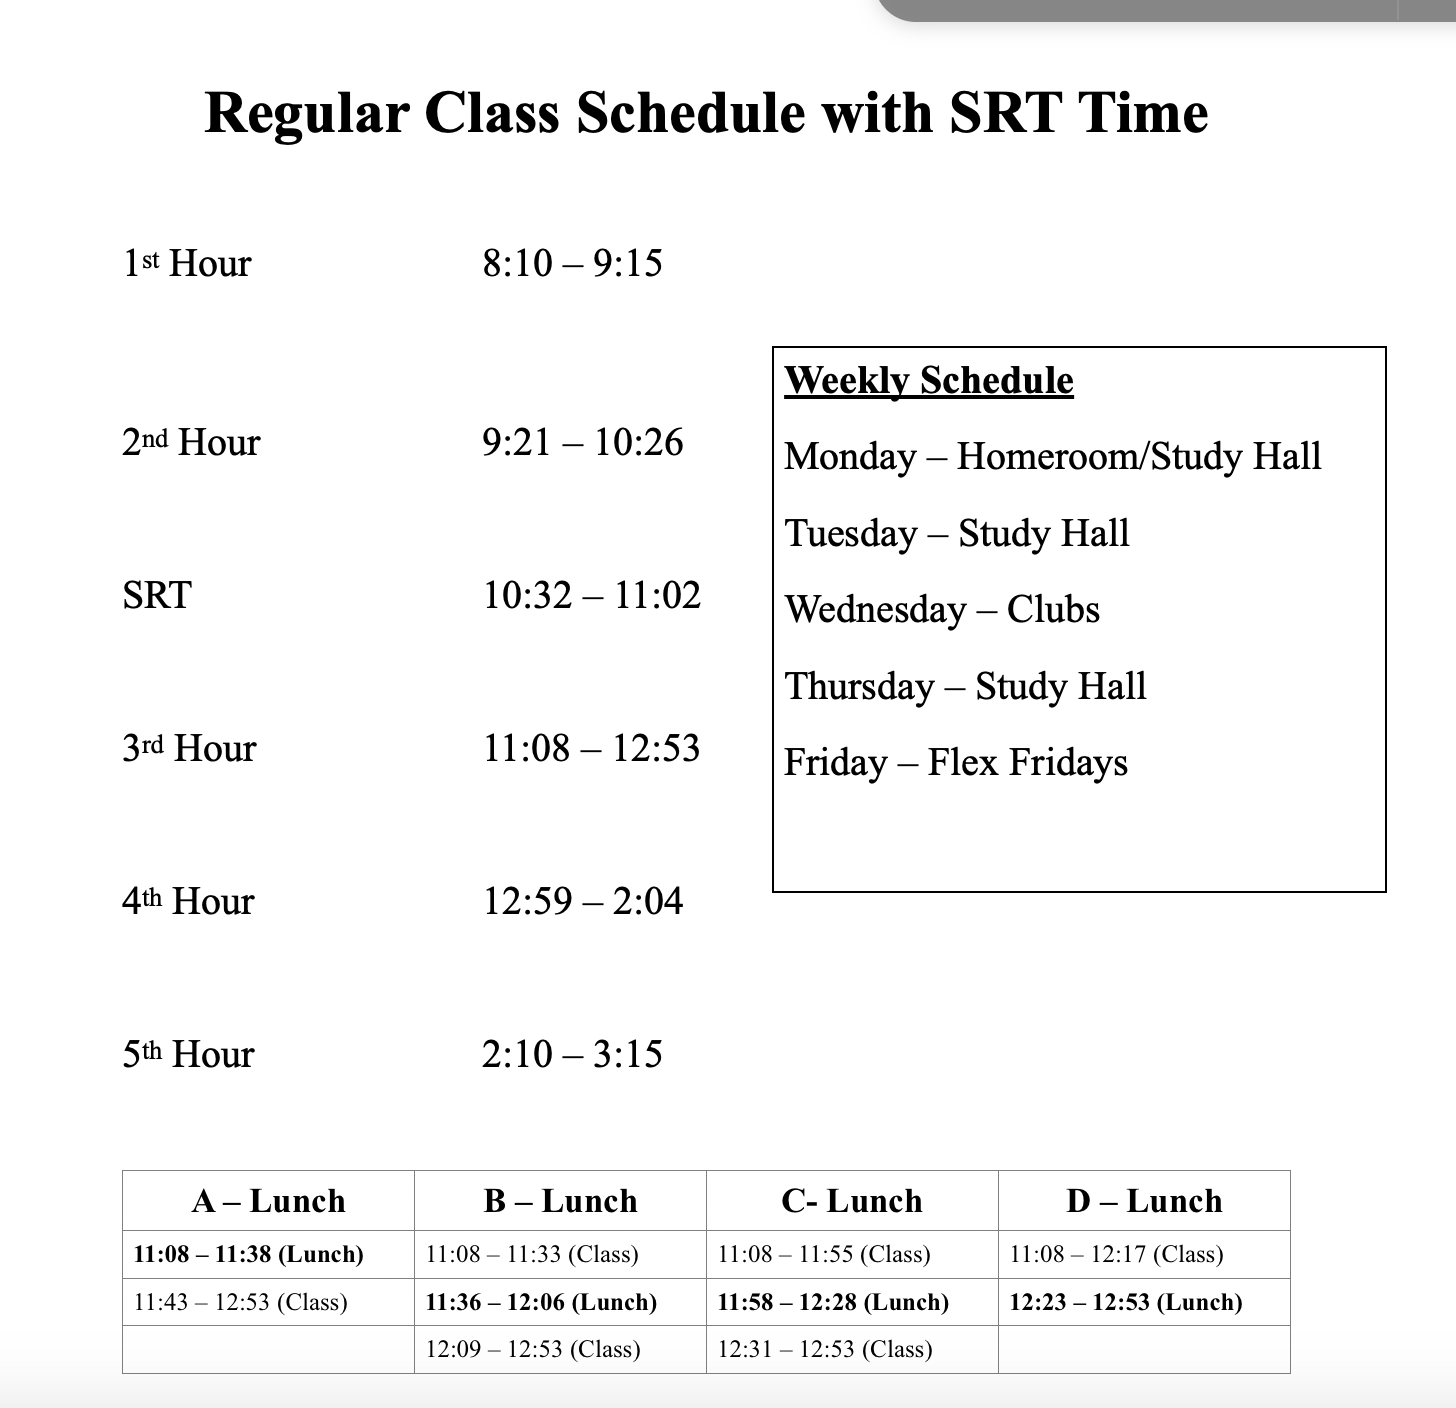 Regular Class Schedule with SRT Time
1st Hour 8:10 – 9:15
2nd Hour 9:21 – 10:26
SRT 10:32 – 11:02
3rd Hour 11:08 – 12:53
4th Hour 12:59 – 2:04
5th Hour 2:10 – 3:15
Weekly Schedule
Monday – Homeroom/Study Hall
Tuesday – Study Hall
Wednesday – Clubs
Thursday – Study Hall
Friday – Flex Fridays
A – Lunch B – Lunch C- Lunch D – Lunch
11:08 – 11:38 (Lunch) 11:08 – 11:33 (Class) 11:08 – 11:55 (Class) 11:08 – 12:17 (Class)
11:43 – 12:53 (Class) 11:36 – 12:06 (Lunch) 11:58 – 12:28 (Lunch) 12:23 – 12:53 (Lunch)
12:09 – 12:53 (Class) 12:31 – 12:53 (Class)